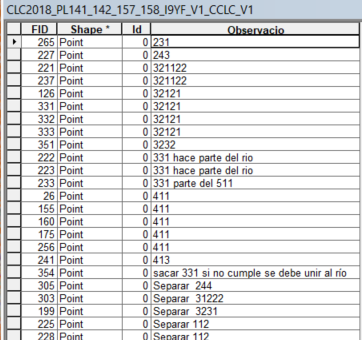 CLC2018_PL141_142_157_158_I9YF_V1_CCLC_V1
FID Shape * Id Observacio
265 Point 0 231
227 Point 0 243
221 Point 0 321122
237 Point 0 321122
126 Point 0 32121
331 Point 0 32121
332 Point 0 32121
333 Point 0 32121
351 Point 0 3232
222 Point 0 331 hace parte del rio
223 Point 0 331 hace parte del rio
233 Point 0 331 parte del 511
26 Point 0 411
155 Point 0 411
160 Point 0 411
175 Point 0 411
256 Point 0 411
241 Point 0 413
354 Point 0 sacar 331 si no cumple se debe unir al río
305 Point 0 Separar 244
303 Point 0 Separar 31222
199 Point 0 Separar 3231
225 Point 0 Separar 112
228 Point 0 Separar 112